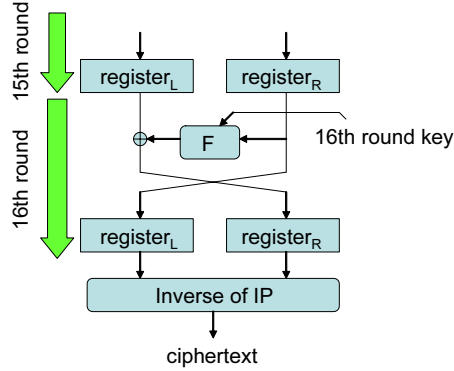 15th round
register_L
register_R
F
16th round key
16th round
register_L
register_R
Inverse of IP
ciphertext